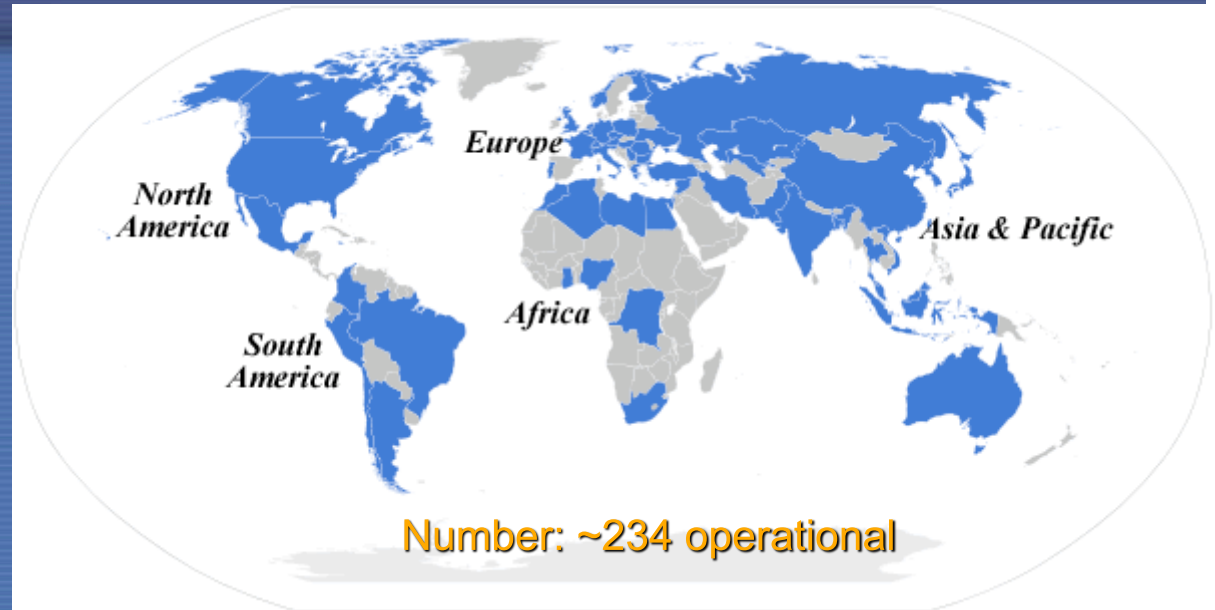 Europe
North
America
Asia & Pacific
Africa
South
America
Number: ~234 operational